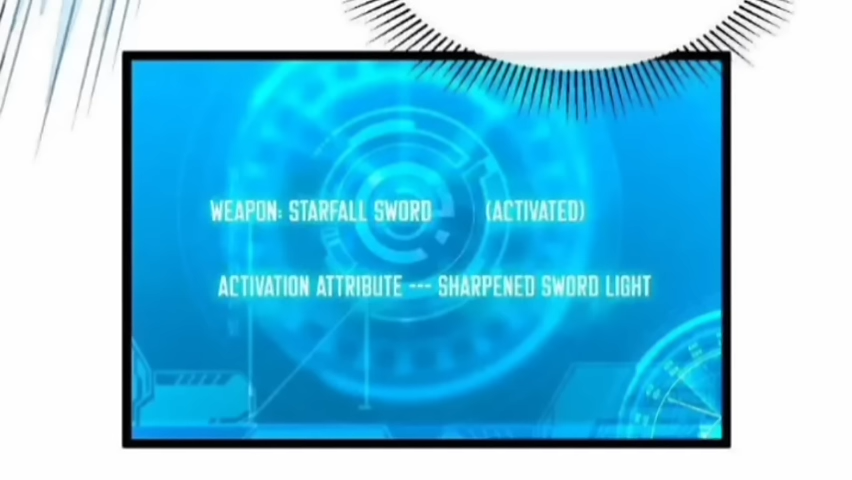 WEAPON: STARFALL SWORD (ACTIVATED)
ACTIVATION ATTRIBUTE --- SHARPENED SWORD LIGHT